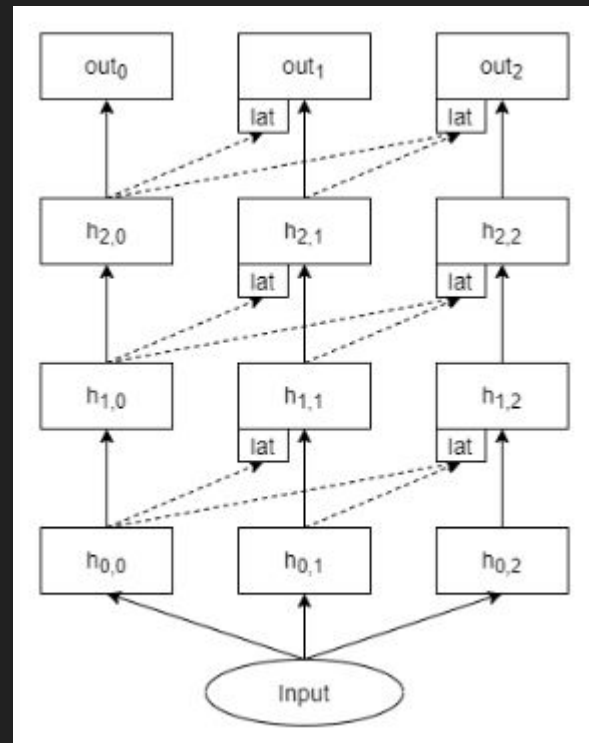 out₀ out₁ out₂
lat lat
h₂,₀ h₂,₁ h₂,₂
lat lat
h₁,₀ h₁,₁ h₁,₂
lat lat
h₀,₀ h₀,₁ h₀,₂
Input